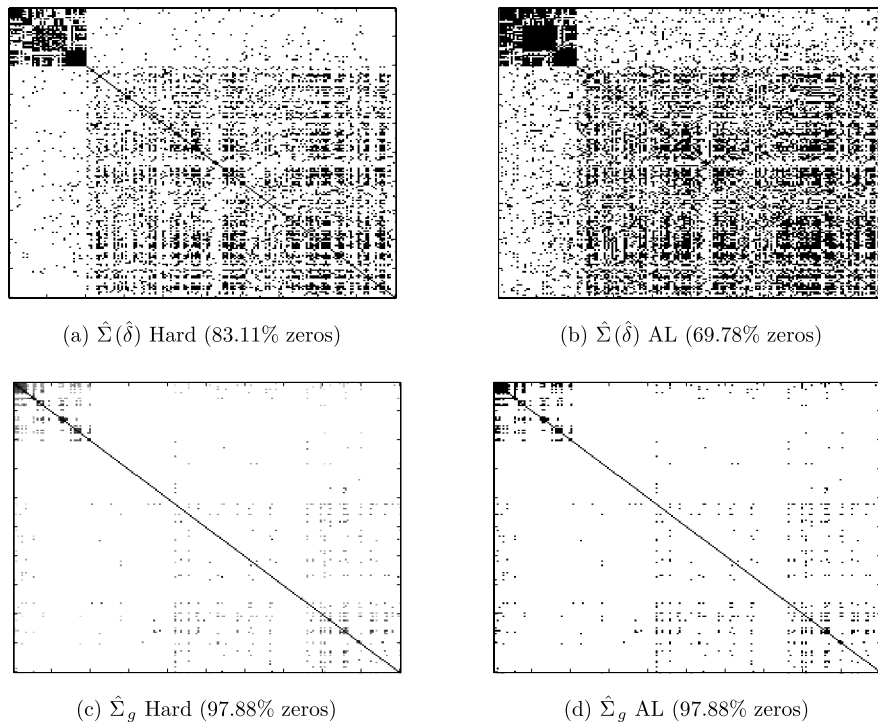 (a) Σ̂(δ̂) Hard (83.11% zeros)
(b) Σ̂(δ̂) AL (69.78% zeros)
(c) Σ̂g Hard (97.88% zeros)
(d) Σ̂g AL (97.88% zeros)